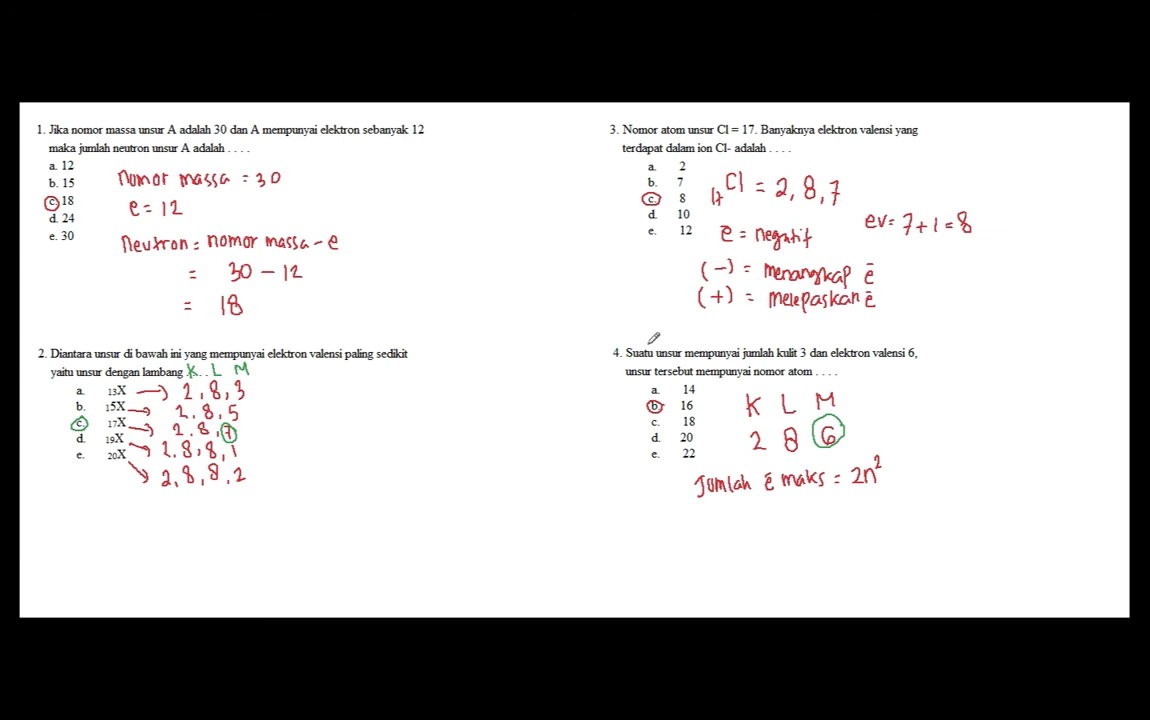 1. Jika nomor massa unsur A adalah 30 dan A mempunyai elektron sebanyak 12
maka jumlah neutron unsur A adalah . . . .
a. 12
b. 15
c. 18
d. 24
e. 30
nomor massa = 30
e = 12
neutron = nomor massa - e
= 30 - 12
= 18
2. Diantara unsur di bawah ini yang mempunyai elektron valensi paling sedikit
yaitu unsur dengan lambang . . . .
K L M
a. ₁₃X → 2, 8, 3
b. ₁₅X → 2. 8, 5
c. ₁₇X → 2. 8, 7
d. ₁₉X → 2. 8, 8, 1
e. ₂₀X → 2, 8, 8, 2
3. Nomor atom unsur Cl = 17. Banyaknya elektron valensi yang
terdapat dalam ion Cl- adalah . . . .
a. 2
b. 7
c. 8
d. 10
e. 12
₁₇Cl = 2, 8, 7
ev = 7 + 1 = 8
ē = negatif
(-) = menangkap ē
(+) = melepaskan ē
4. Suatu unsur mempunyai jumlah kulit 3 dan elektron valensi 6,
unsur tersebut mempunyai nomor atom . . . .
a. 14
b. 16
c. 18
d. 20
e. 22
K L M
2 8 6
Jumlah ē maks = 2n²